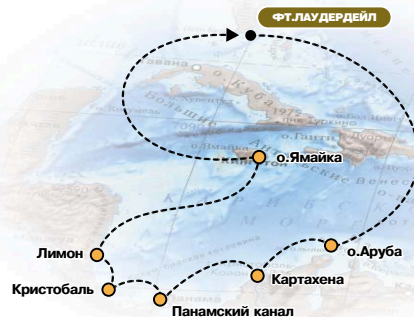 ФТ.ЛАУДЕРДЕЙЛ
о.Ямайка
Лимон
о.Аруба
Кристобаль
Картахена
Панамский канал